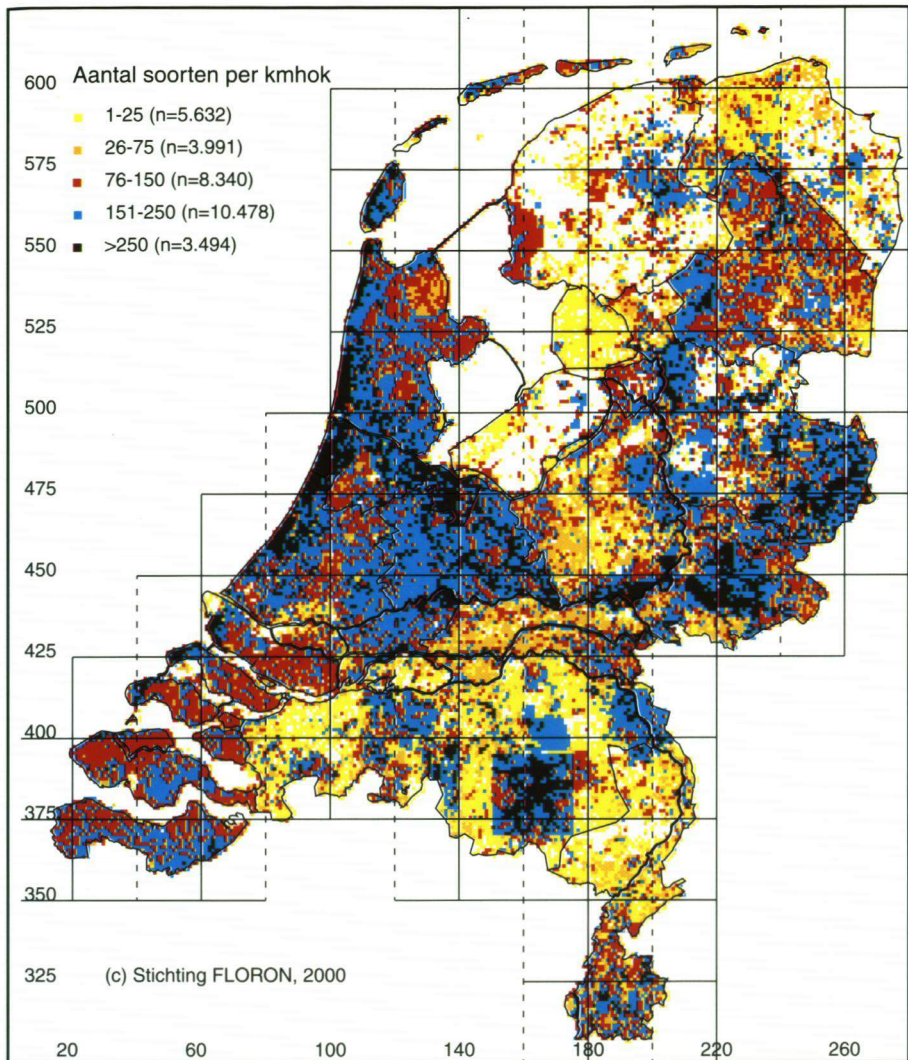 Aantal soorten per kmhok
1-25 (n=5.632)
26-75 (n=3.991)
76-150 (n=8.340)
151-250 (n=10.478)
>250 (n=3.494)
600
575
550
525
500
475
450
425
400
375
350
325
(c) Stichting FLORON, 2000
20 60 100 140 180 220 260